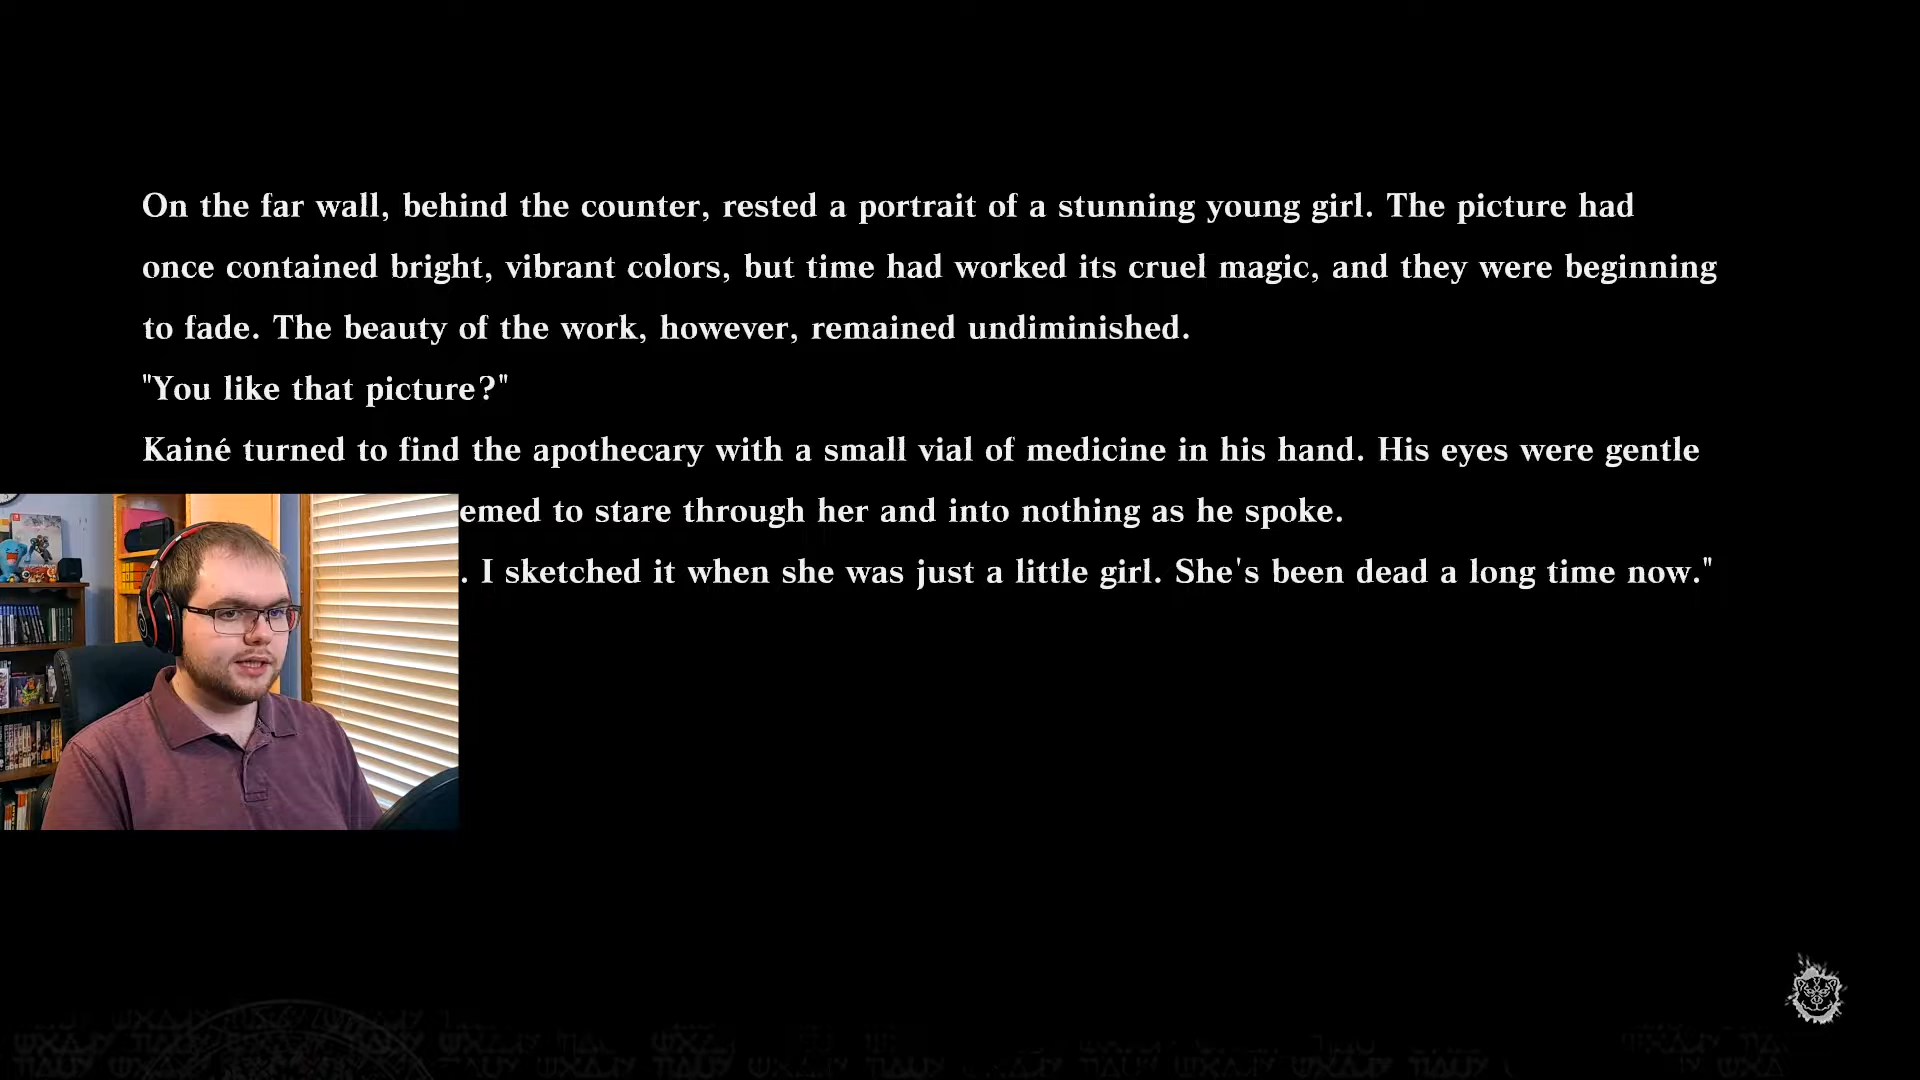 On the far wall, behind the counter, rested a portrait of a stunning young girl. The picture had
once contained bright, vibrant colors, but time had worked its cruel magic, and they were beginning
to fade. The beauty of the work, however, remained undiminished.
"You like that picture?"
Kainé turned to find the apothecary with a small vial of medicine in his hand. His eyes were gentle
emed to stare through her and into nothing as he spoke.
. I sketched it when she was just a little girl. She's been dead a long time now."